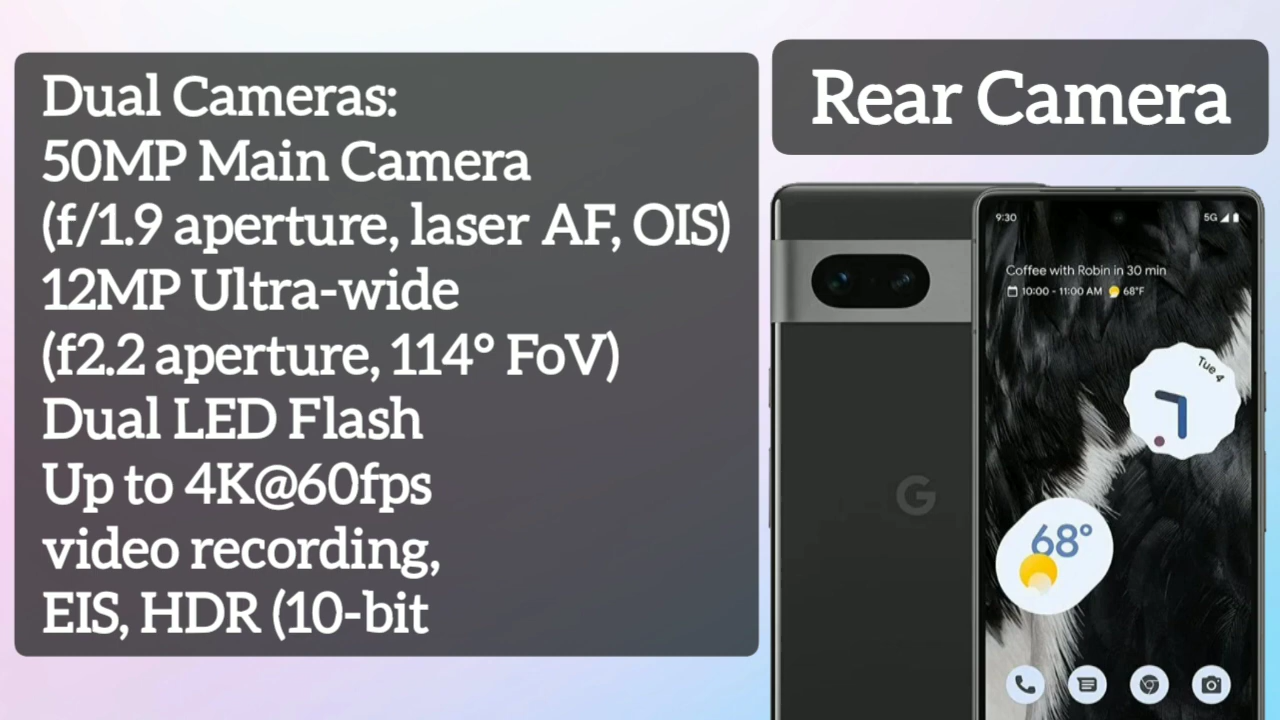 Dual Cameras:
50MP Main Camera
(f/1.9 aperture, laser AF, OIS)
12MP Ultra-wide
(f2.2 aperture, 114° FoV)
Dual LED Flash
Up to 4K@60fps
video recording,
EIS, HDR (10-bit
Rear Camera
9:30
5G
Coffee with Robin in 30 min
10:00 - 11:00 AM 68°F
Tue 4
68°
G